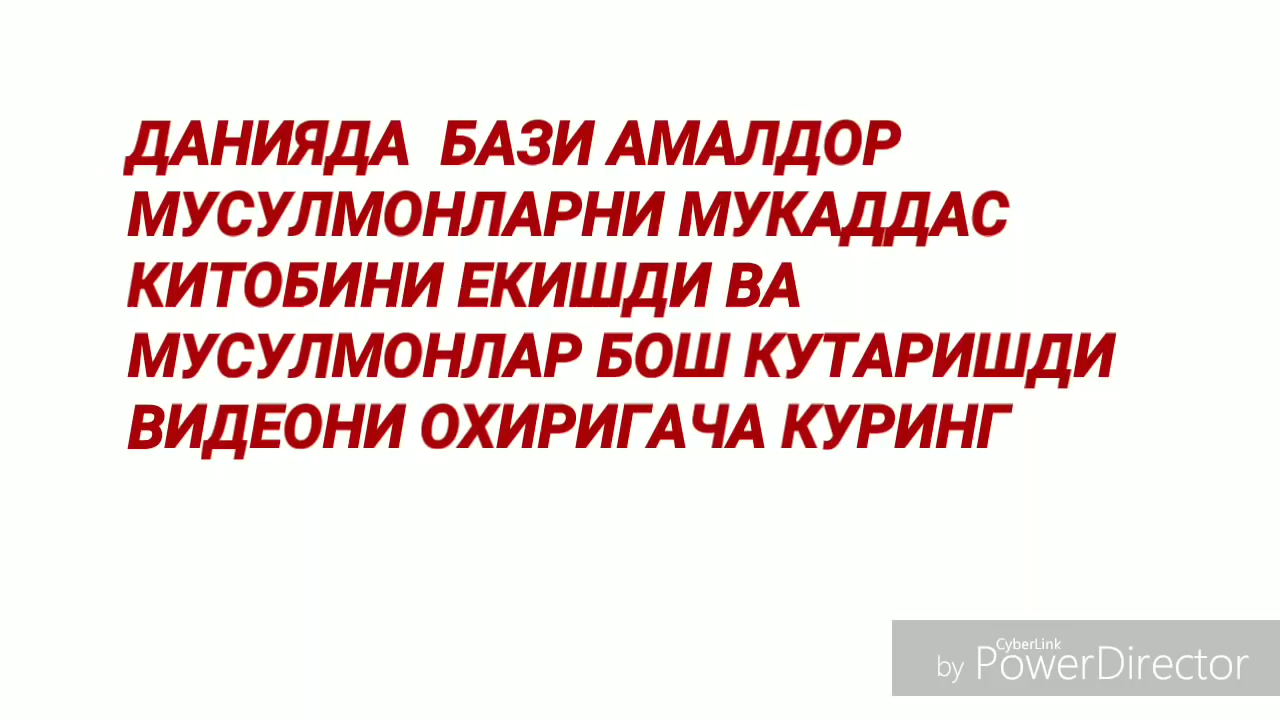 ДАНИЯДА БАЗИ АМАЛДОР
МУСУЛМОНЛАРНИ МУКАДДАС
КИТОБИНИ ЕКИШДИ ВА
МУСУЛМОНЛАР БОШ КУТАРИШДИ
ВИДЕОНИ ОХИРИГАЧА КУРИНГ
CyberLink
by PowerDirector